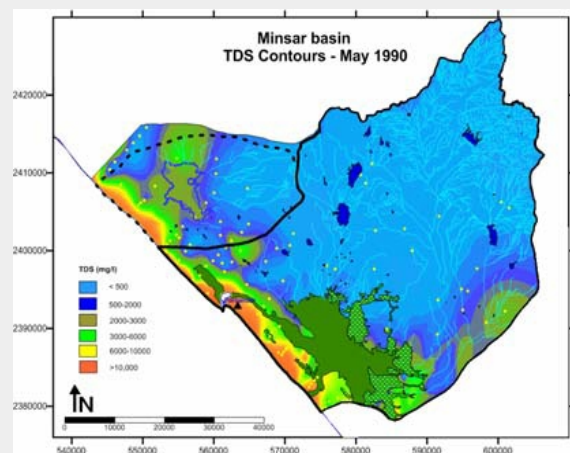 Minsar basin
TDS Contours - May 1990
2420000
2410000
2400000
2390000
2380000
TDS (mg/l)
< 500
500-2000
2000-3000
3000-6000
6000-10000
>10,000
N
0 10000 20000 30000 40000
540000 550000 560000 570000 580000 590000 600000